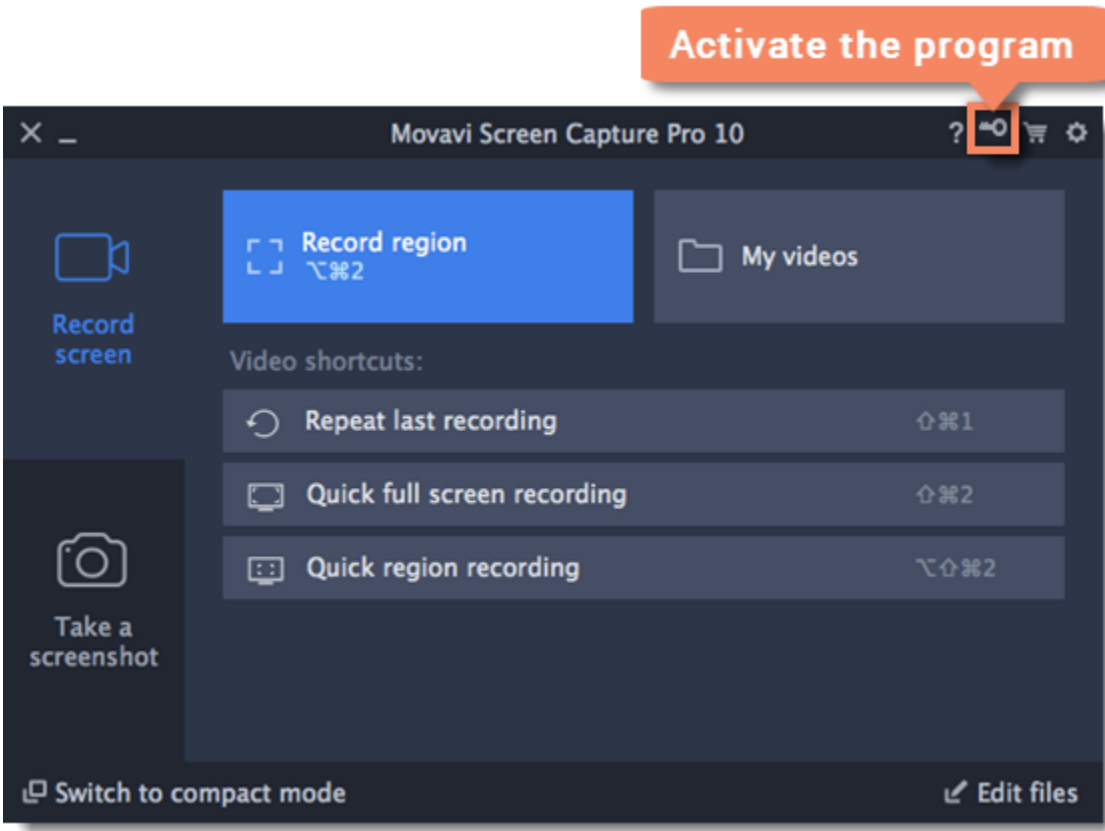 Activate the program
Movavi Screen Capture Pro 10
?
Record region
⌥⌘2
My videos
Record
screen
Video shortcuts:
Repeat last recording ⇧⌘1
Quick full screen recording ⇧⌘2
Quick region recording ⌥⇧⌘2
Take a
screenshot
Switch to compact mode
Edit files